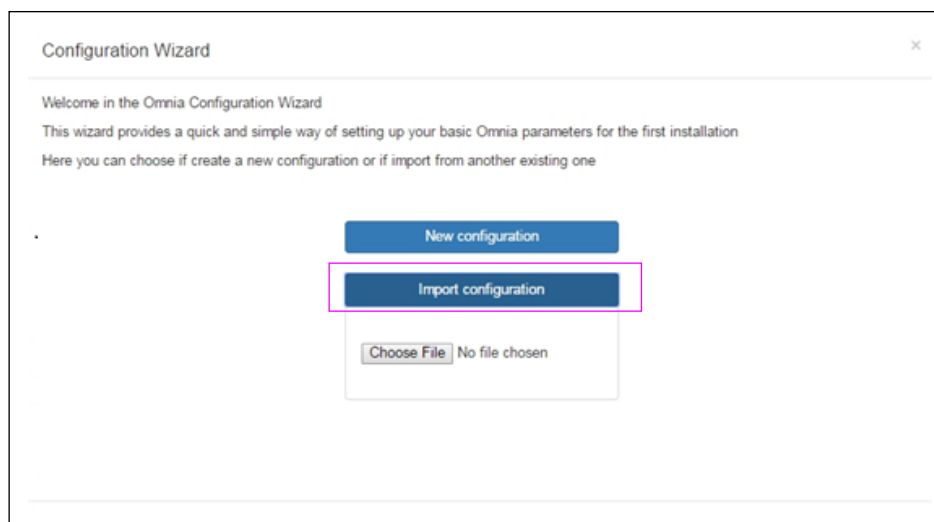 Configuration Wizard ×
Welcome in the Omnia Configuration Wizard
This wizard provides a quick and simple way of setting up your basic Omnia parameters for the first installation
Here you can choose if create a new configuration or if import from another existing one
New configuration
Import configuration
Choose File No file chosen